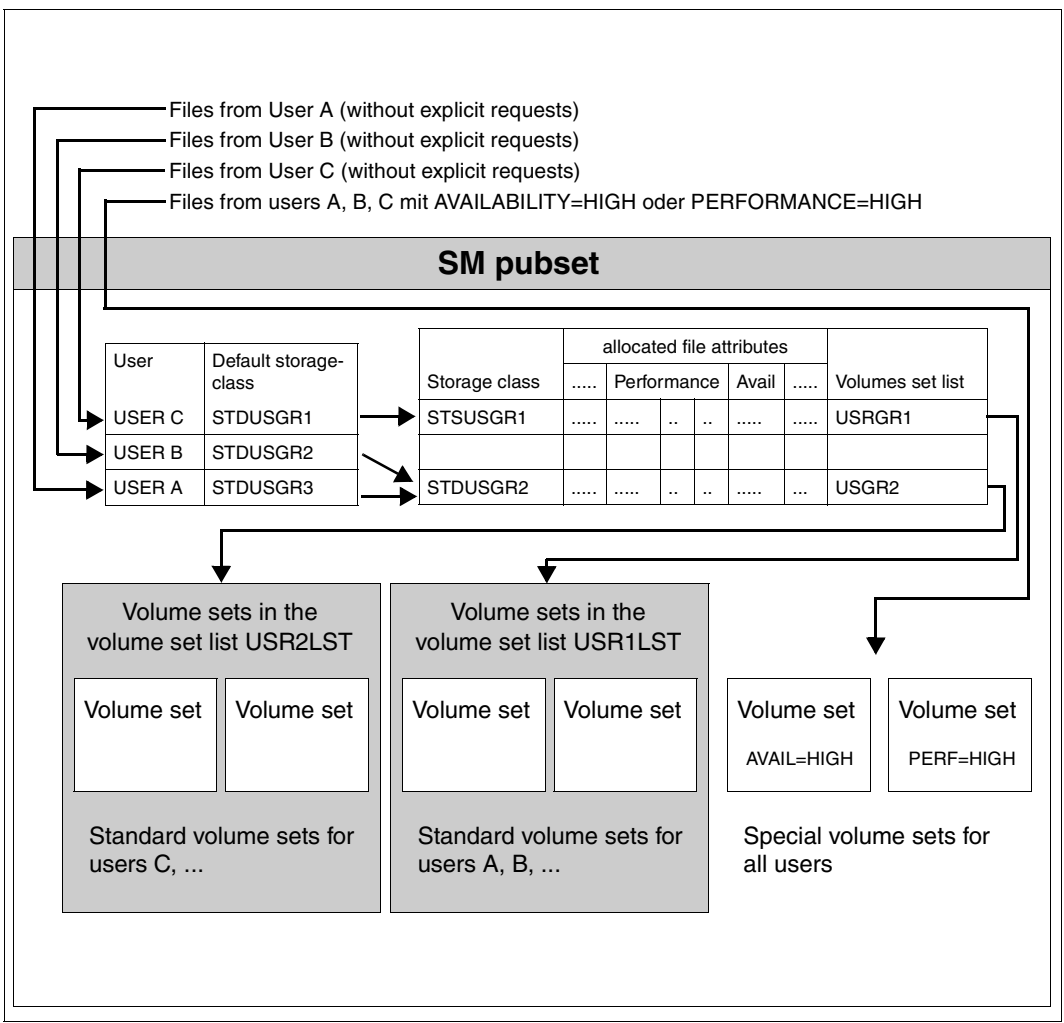 Files from User A (without explicit requests)
Files from User B (without explicit requests)
Files from User C (without explicit requests)
Files from users A, B, C mit AVAILABILITY=HIGH oder PERFORMANCE=HIGH
SM pubset
User
Default storage-
class
USER C STDUSGR1
USER B STDUSGR2
USER A STDUSGR3
allocated file attributes
Storage class ..... Performance Avail ..... Volumes set list
STSUSGR1 ..... ..... .. .. ..... ..... USRGR1
STDUSGR2 ..... ..... .. .. ..... ... USGR2
Volume sets in the
volume set list USR2LST
Volume set Volume set
Standard volume sets for
users C, ...
Volume sets in the
volume set list USR1LST
Volume set Volume set
Standard volume sets for
users A, B, ...
Volume set
AVAIL=HIGH
Volume set
PERF=HIGH
Special volume sets for
all users